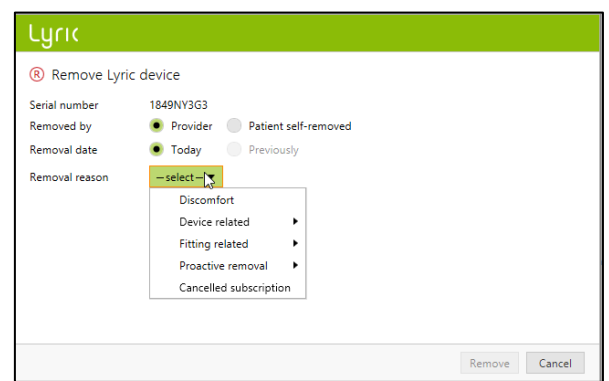 Lyric
R Remove Lyric device
Serial number 1849NY3G3
Removed by Provider Patient self-removed
Removal date Today Previously
Removal reason —select—
Discomfort
Device related
Fitting related
Proactive removal
Cancelled subscription
Remove Cancel